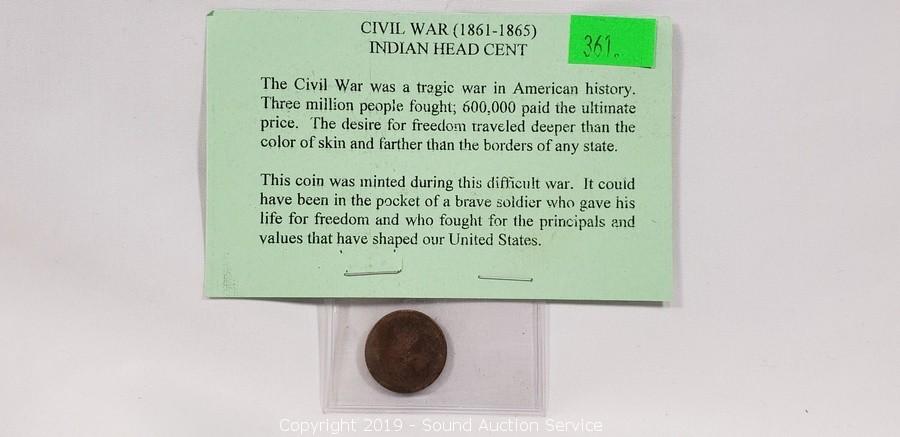 CIVIL WAR (1861-1865)
INDIAN HEAD CENT
361.
The Civil War was a tragic war in American history.
Three million people fought; 600,000 paid the ultimate
price. The desire for freedom traveled deeper than the
color of skin and farther than the borders of any state.
This coin was minted during this difficult war. It could
have been in the pocket of a brave soldier who gave his
life for freedom and who fought for the principals and
values that have shaped our United States.
Copyright 2019 - Sound Auction Service